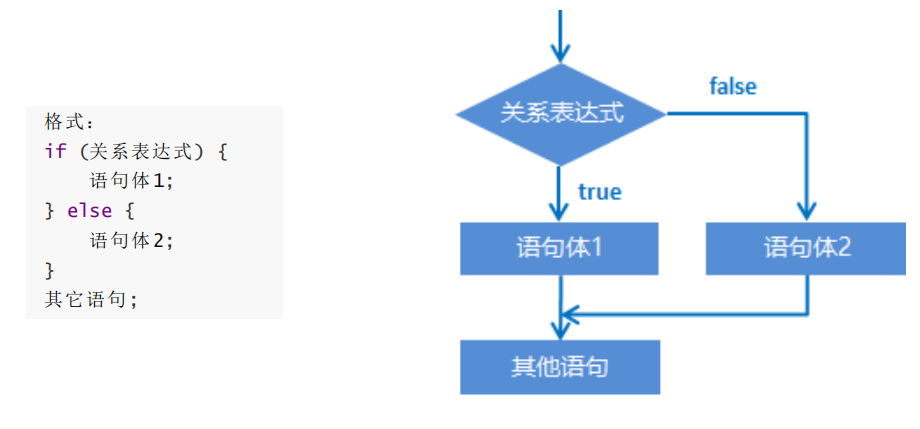 格式：
if (关系表达式) {
    语句体1;
} else {
    语句体2;
}
其它语句;
关系表达式
false
true
语句体1
语句体2
其他语句